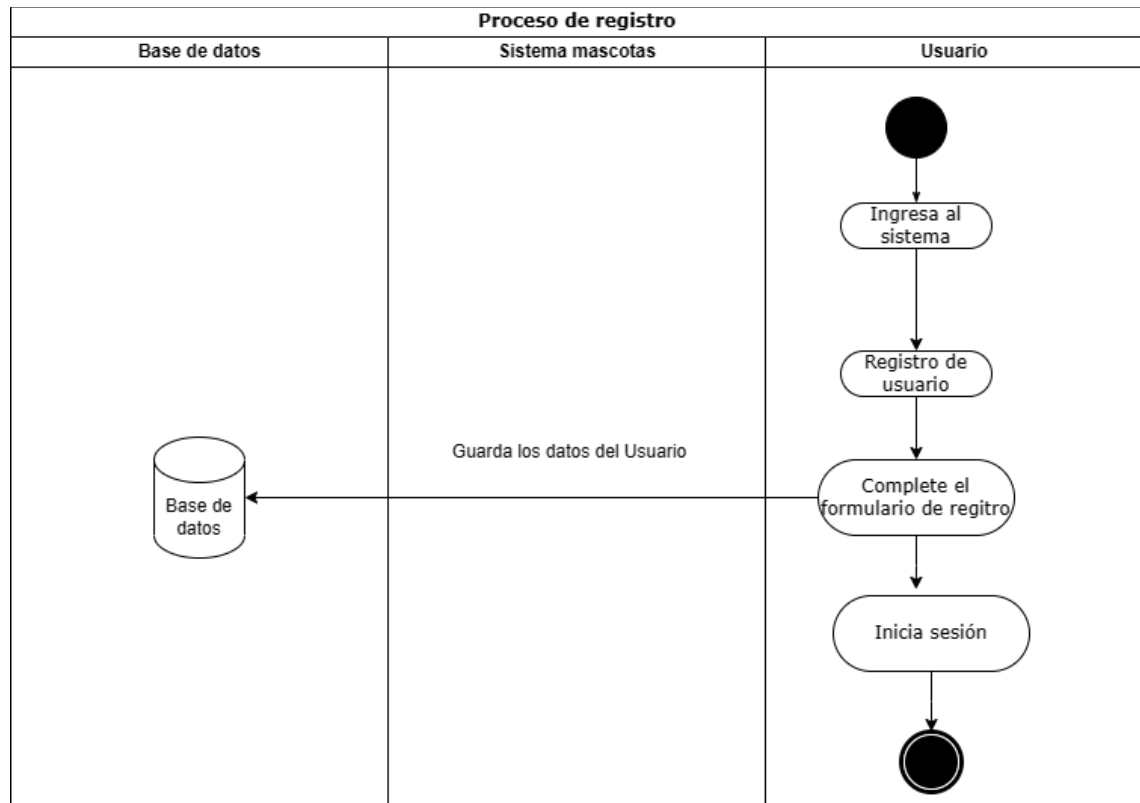 Proceso de registro
Base de datos
Sistema mascotas
Usuario
Ingresa al
sistema
Registro de
usuario
Guarda los datos del Usuario
Complete el
formulario de regitro
Base de
datos
Inicia sesión